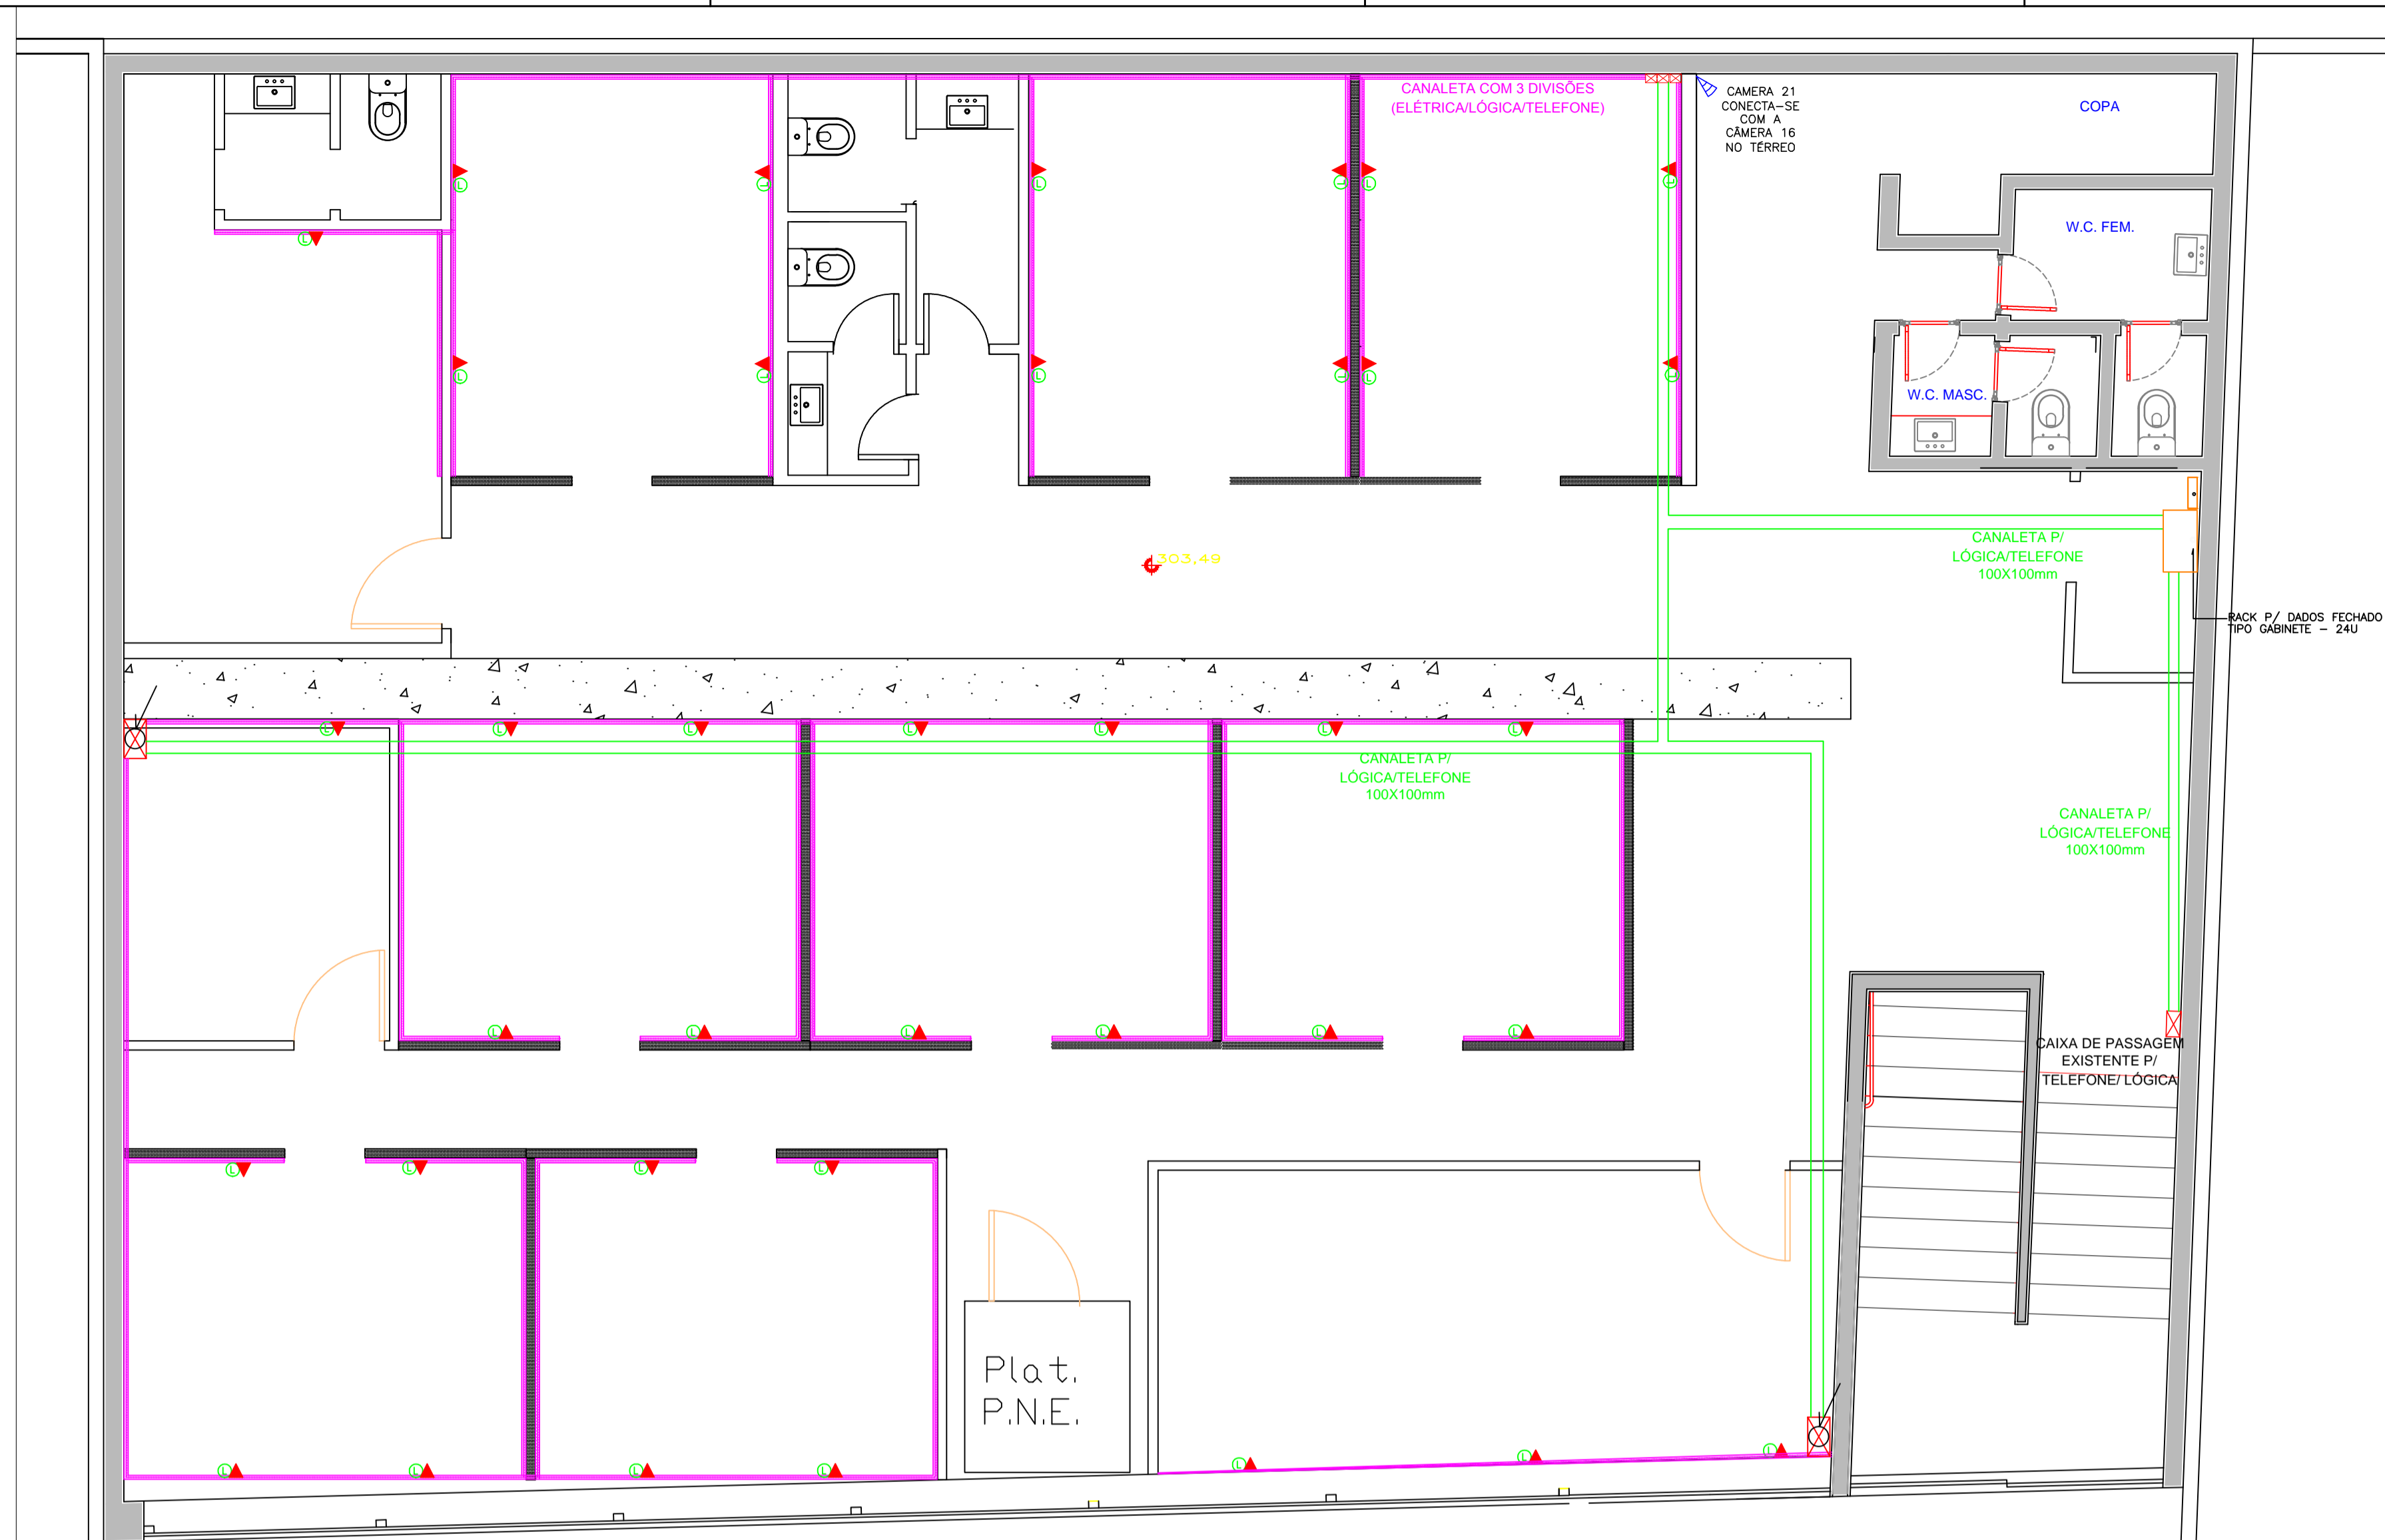 CANALETA COM 3 DIVISÕES
(ELÉTRICA/LÓGICA/TELEFONE)
CAMERA 21
CONECTA-SE
COM A
CÂMERA 16
NO TÉRREO
COPA
W.C. FEM.
W.C. MASC.
L
L
L
L
L
L
L
L
L
L
L
L
L
303,49
CANALETA P/
LÓGICA/TELEFONE
100X100mm
RACK P/ DADOS FECHADO
TIPO GABINETE - 24U
L
L
L
L
L
L
L
CANALETA P/
LÓGICA/TELEFONE
100X100mm
CANALETA P/
LÓGICA/TELEFONE
100X100mm
L
L
L
L
L
L
CAIXA DE PASSAGEM
EXISTENTE P/
TELEFONE/ LÓGICA
L
L
L
L
Plat.
P.N.E.
L
L
L
L
L
L
L